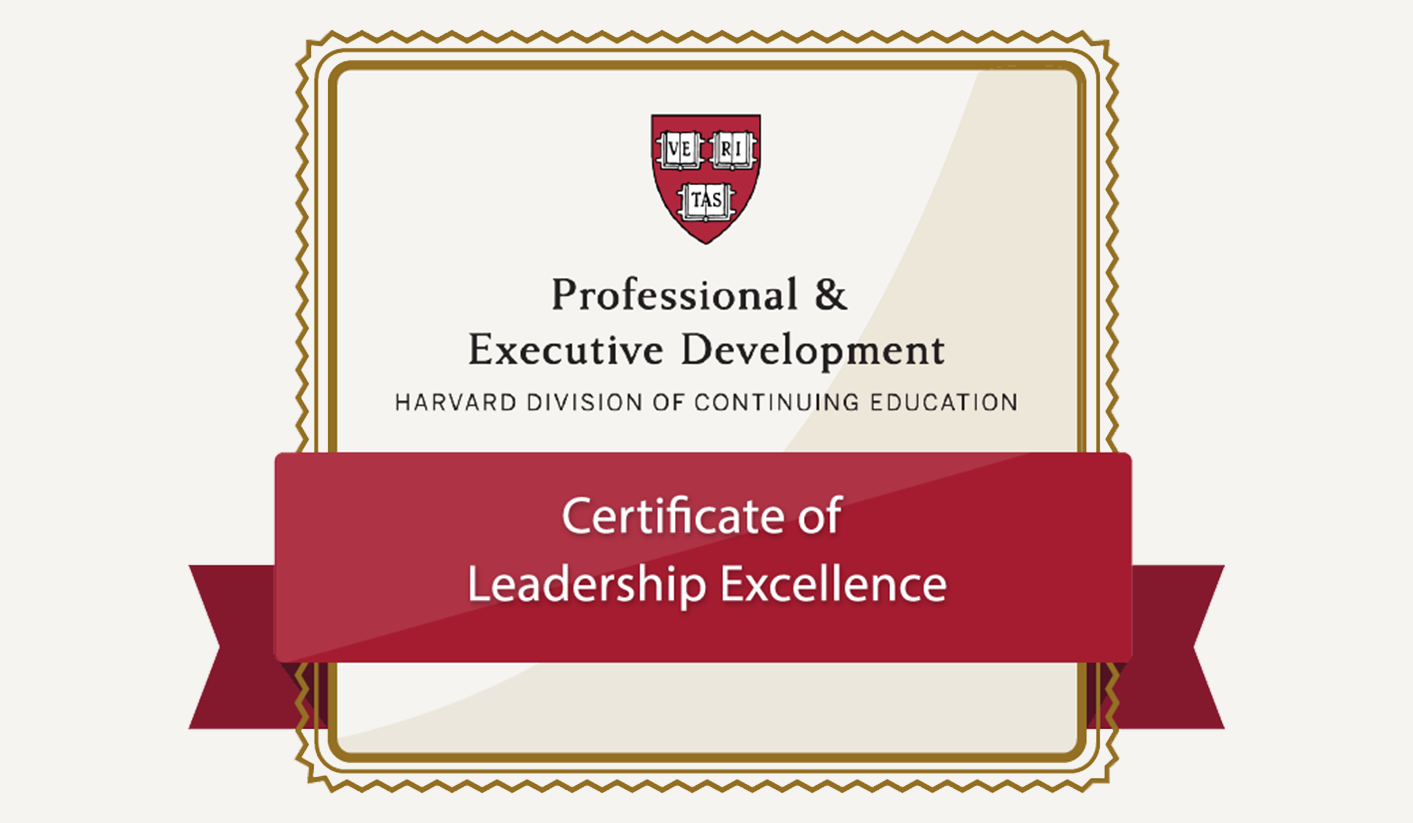 VE RI
TAS
Professional &
Executive Development
HARVARD DIVISION OF CONTINUING EDUCATION
Certificate of
Leadership Excellence